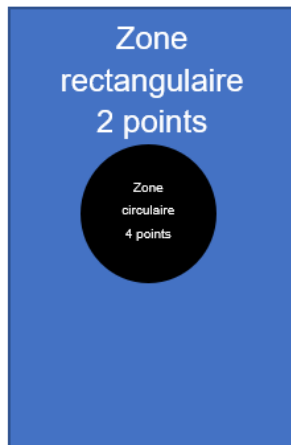 Zone
rectangulaire
2 points
Zone
circulaire
4 points